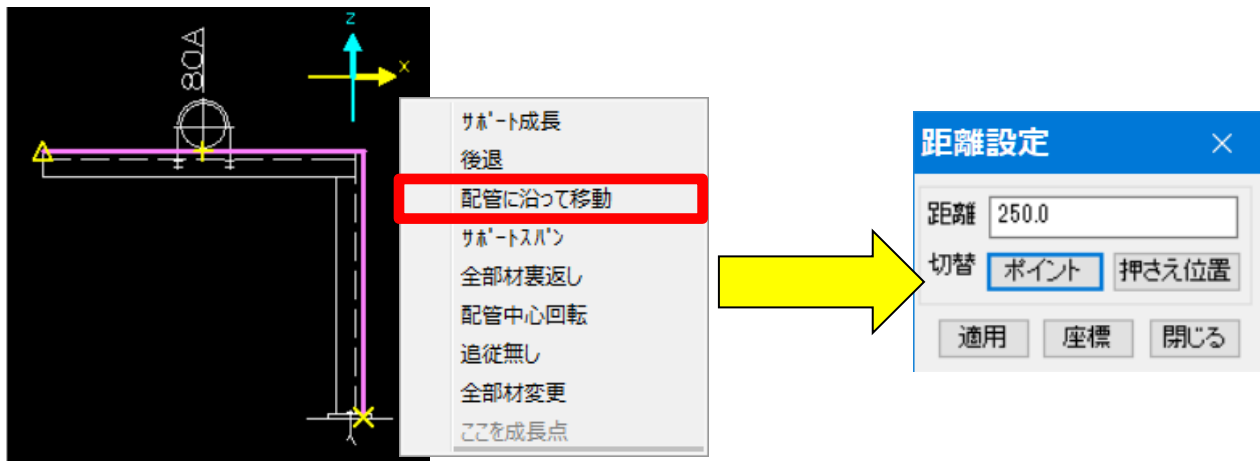 80A
Z
X
ｻﾎﾟｰﾄ成長
後退
配管に沿って移動
ｻﾎﾟｰﾄｽﾊﾟﾝ
全部材裏返し
配管中心回転
追従無し
全部材変更
ここを成長点
距離設定
距離 250.0
切替 ポイント 押さえ位置
適用 座標 閉じる